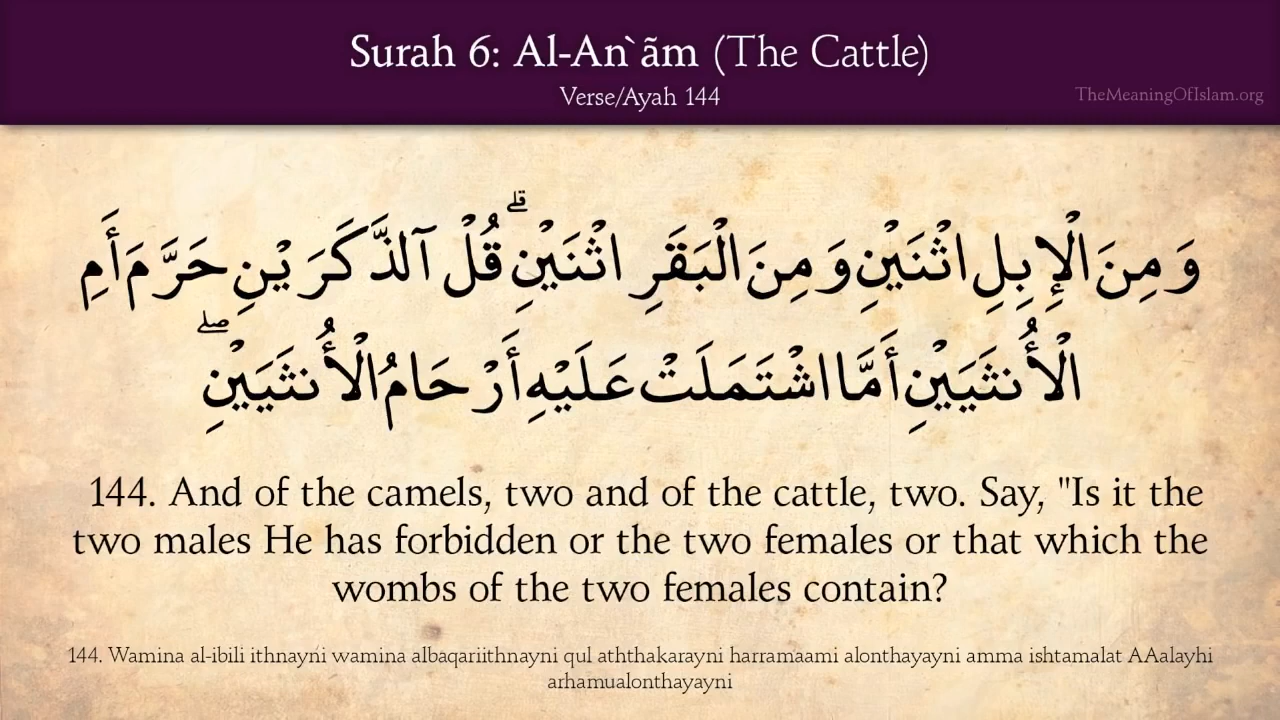 Surah 6: Al-An`ãm (The Cattle)
Verse/Ayah 144
TheMeaningOfIslam.org
وَمِنَ الْإِبِلِ اثْنَيْنِ وَمِنَ الْبَقَرِ اثْنَيْنِ ۗ قُلْ آلذَّكَرَيْنِ حَرَّمَ أَمِ
الْأُنثَيَيْنِ أَمَّا اشْتَمَلَتْ عَلَيْهِ أَرْحَامُ الْأُنثَيَيْنِ ۖ
144. And of the camels, two and of the cattle, two. Say, "Is it the
two males He has forbidden or the two females or that which the
wombs of the two females contain?
144. Wamina al-ibili ithnayni wamina albaqariithnayni qul aththakarayni harramaami alonthayayni amma ishtamalat AAalayhi
arhamualonthayayni